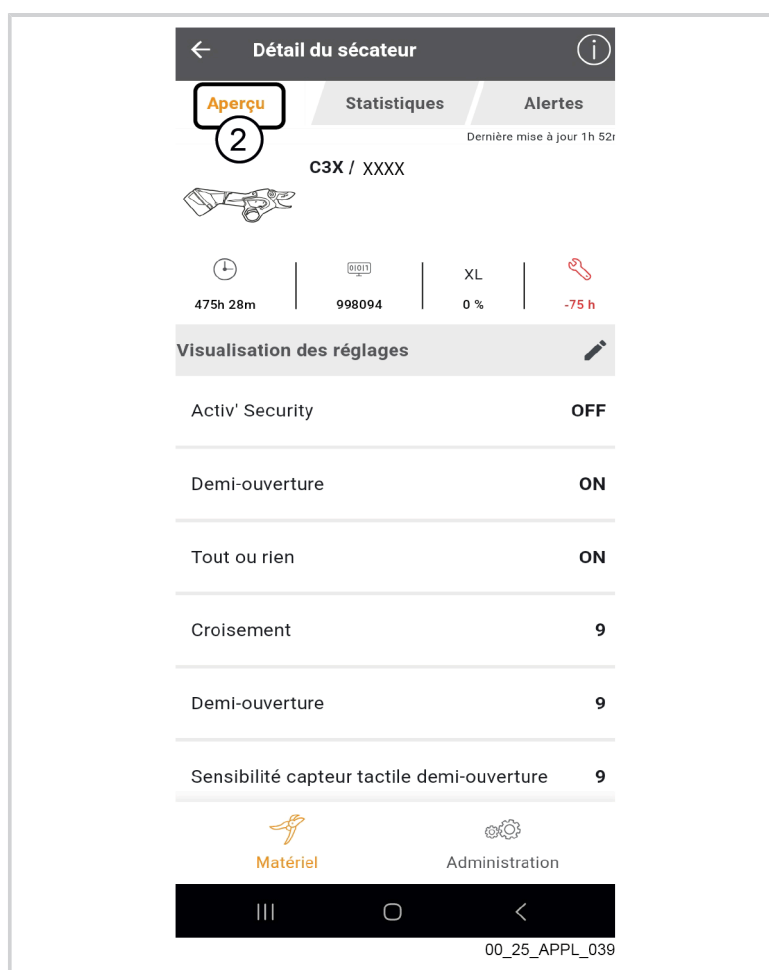 Détail du sécateur
Aperçu Statistiques Alertes
2
Dernière mise à jour 1h 52
C3X / XXXX
01011
XL
475h 28m 998094 0 % -75 h
Visualisation des réglages
Activ' Security OFF
Demi-ouverture ON
Tout ou rien ON
Croisement 9
Demi-ouverture 9
Sensibilité capteur tactile demi-ouverture 9
Matériel Administration
00_25_APPL_039